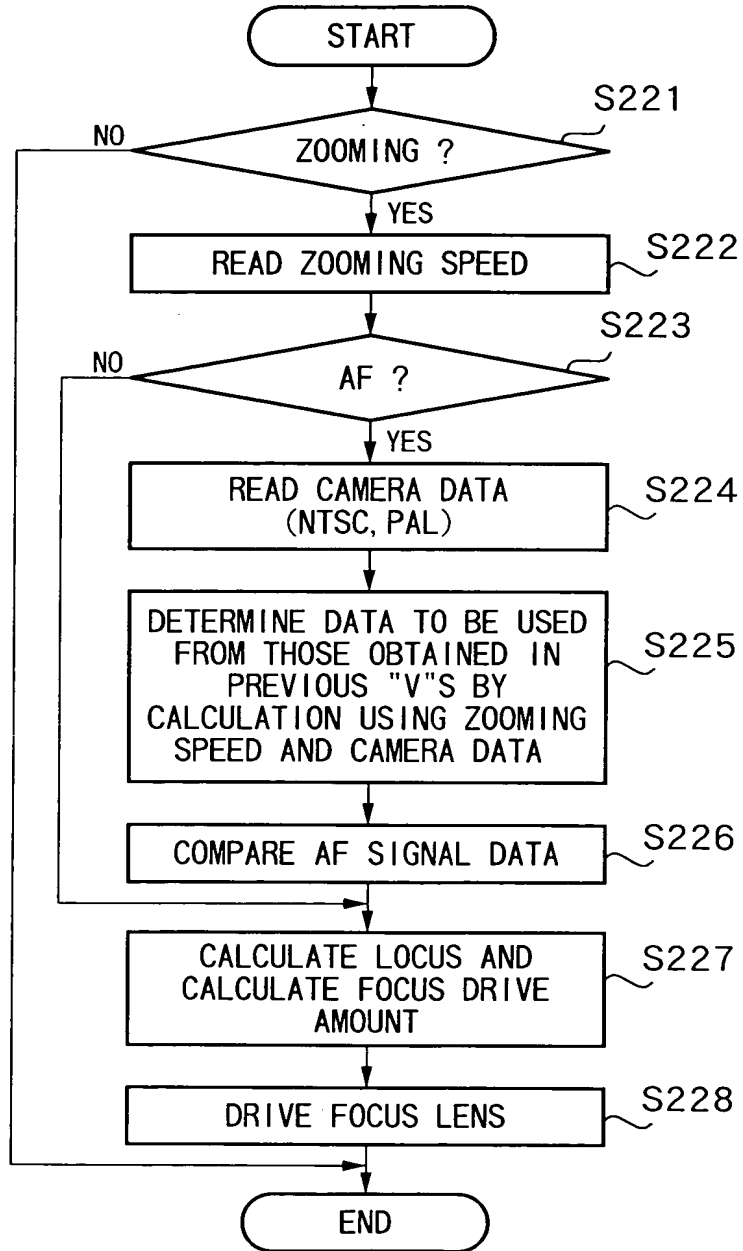 START
S221
NO
ZOOMING ?
YES
READ ZOOMING SPEED
S222
S223
NO
AF ?
YES
READ CAMERA DATA
(NTSC, PAL)
S224
DETERMINE DATA TO BE USED
FROM THOSE OBTAINED IN
PREVIOUS "V"S BY
CALCULATION USING ZOOMING
SPEED AND CAMERA DATA
S225
COMPARE AF SIGNAL DATA
S226
CALCULATE LOCUS AND
CALCULATE FOCUS DRIVE
AMOUNT
S227
DRIVE FOCUS LENS
S228
END